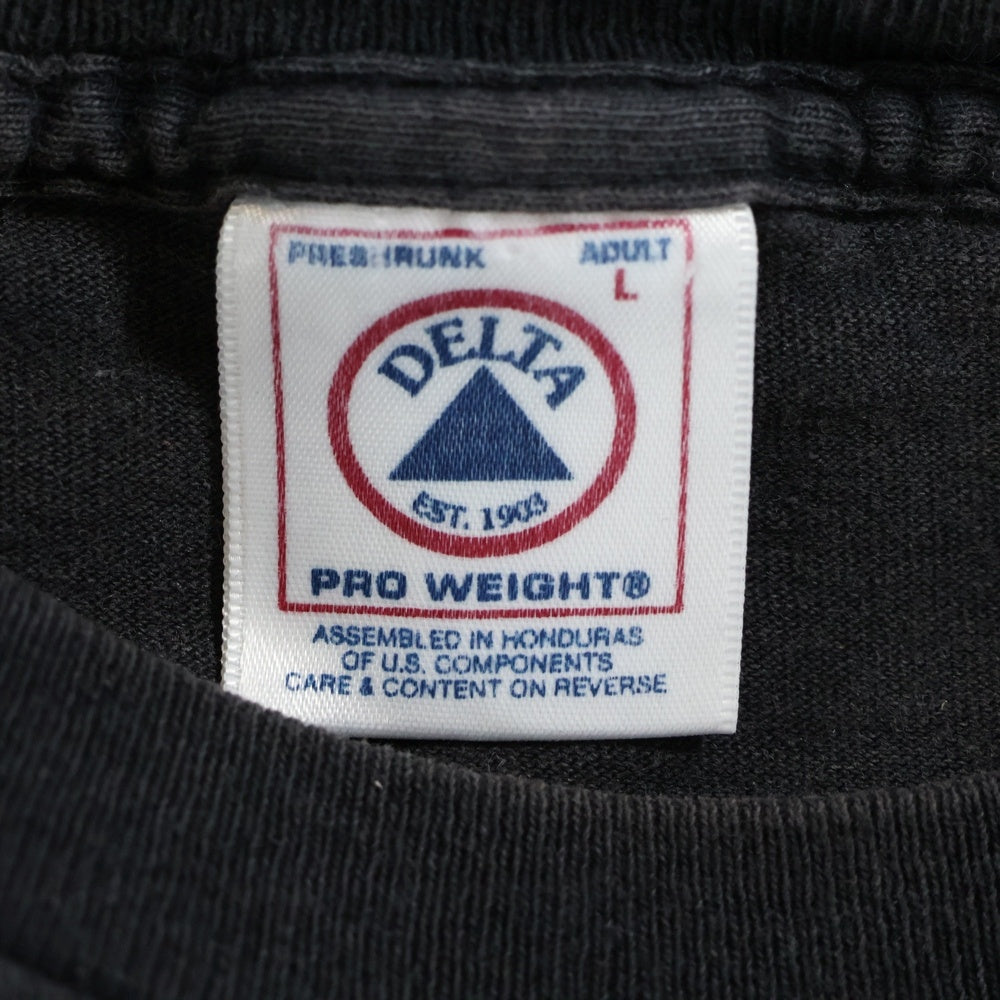 PRESHRUNK ADULT
L
DELTA
EST. 1903
PRO WEIGHT®
ASSEMBLED IN HONDURAS
OF U.S. COMPONENTS
CARE & CONTENT ON REVERSE